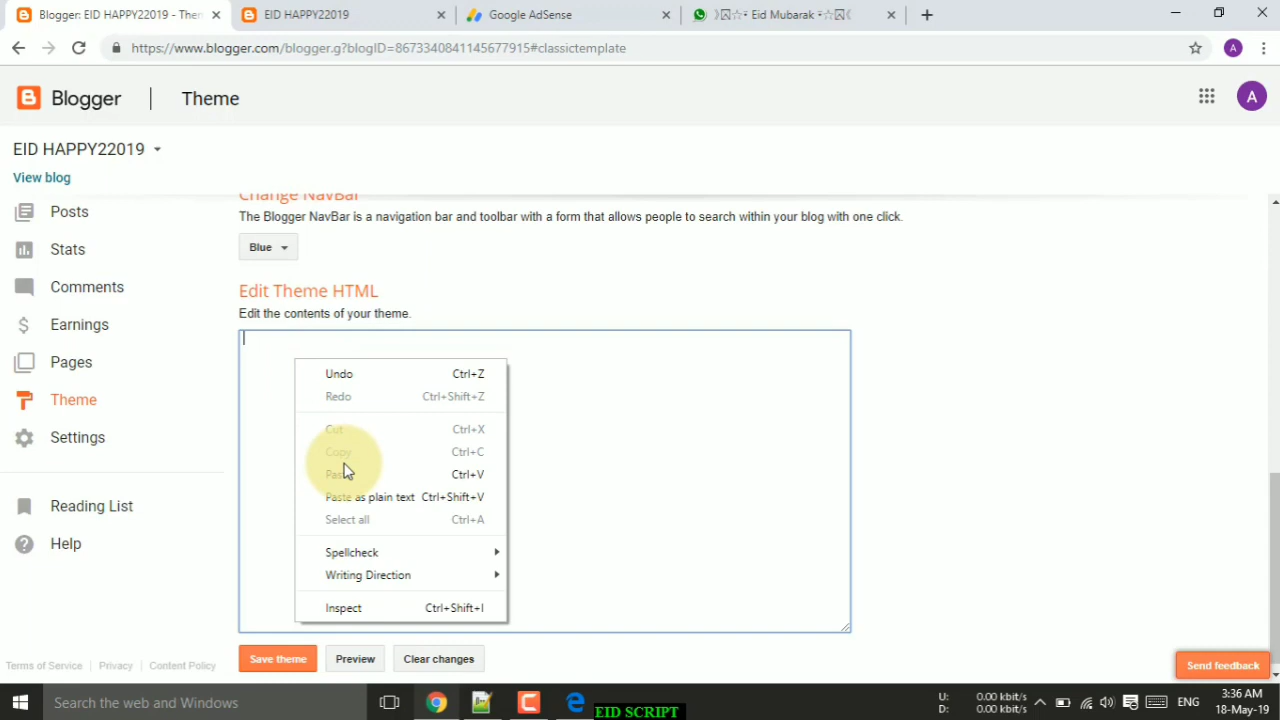 Blogger: EID HAPPY22019 - Then
EID HAPPY22019
Google AdSense
Eid Mubarak
https://www.blogger.com/blogger.g?blogID=8673340841145677915#classictemplate
A
Blogger
Theme
A
EID HAPPY22019
View blog
Posts
Stats
Comments
Earnings
Pages
Theme
Settings
Reading List
Help
Terms of Service
Privacy
Content Policy
Change NavBar
The Blogger NavBar is a navigation bar and toolbar with a form that allows people to search within your blog with one click.
Blue
Edit Theme HTML
Edit the contents of your theme.
Undo Ctrl+Z
Redo Ctrl+Shift+Z
Cut Ctrl+X
Copy Ctrl+C
Paste Ctrl+V
Paste as plain text Ctrl+Shift+V
Select all Ctrl+A
Spellcheck
Writing Direction
Inspect Ctrl+Shift+I
Save theme
Preview
Clear changes
Send feedback
Search the web and Windows
EID SCRIPT
U: 0.00 kbit/s
D: 0.00 kbit/s
ENG
3:36 AM
18-May-19